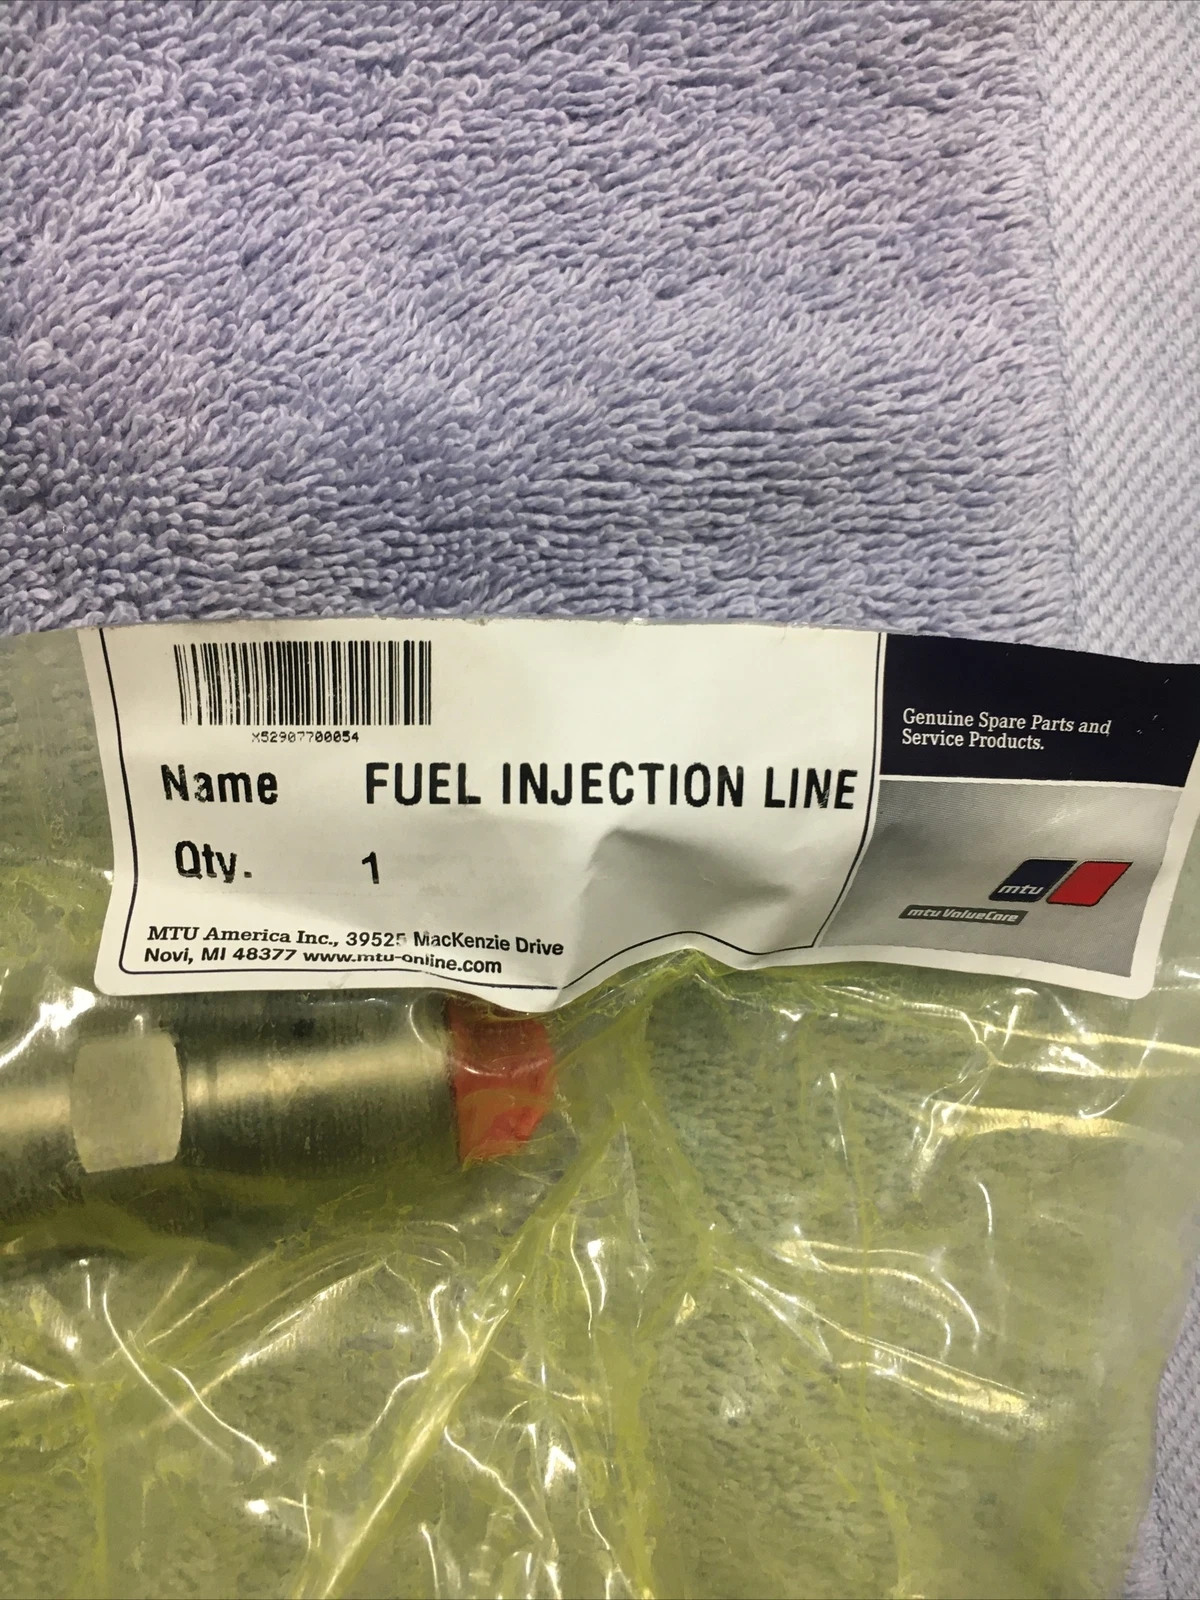 X52907700054
Name FUEL INJECTION LINE
Qty. 1
MTU America Inc., 39525 MacKenzie Drive
Novi, MI 48377 www.mtu-online.com
Genuine Spare Parts and
Service Products.
mtu
mtu ValueCare